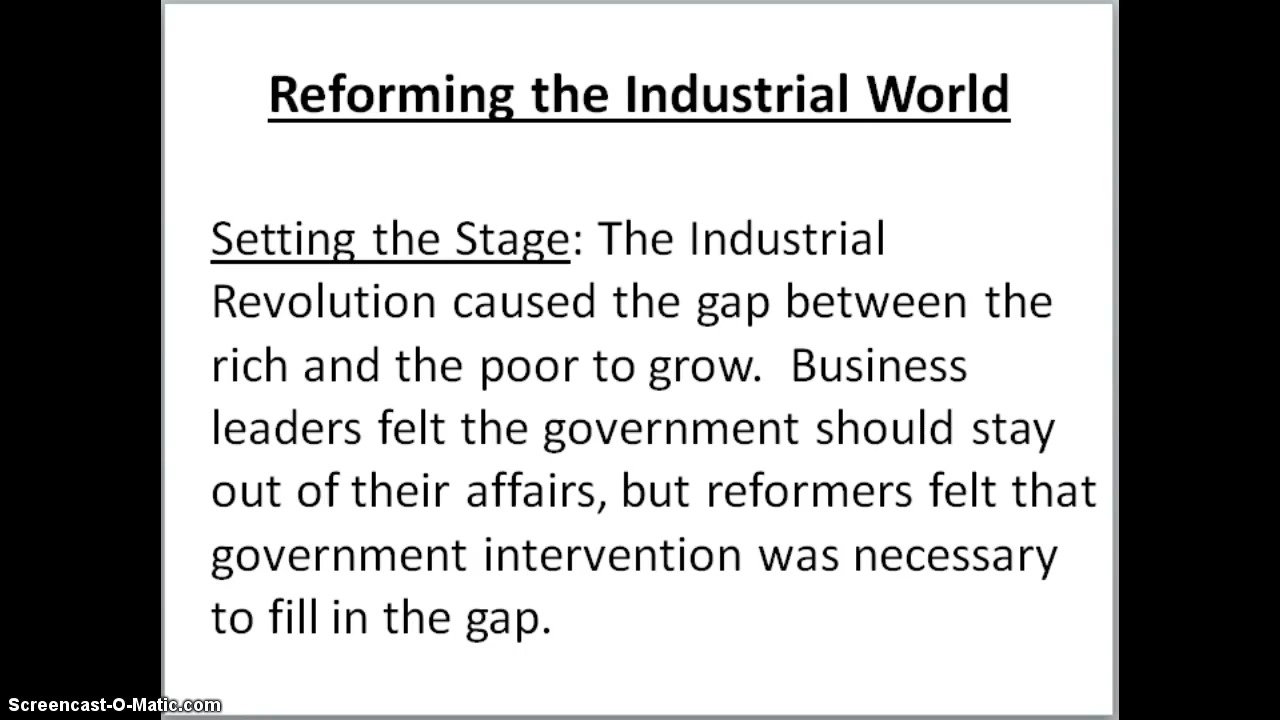 Reforming the Industrial World
Setting the Stage: The Industrial
Revolution caused the gap between the
rich and the poor to grow.  Business
leaders felt the government should stay
out of their affairs, but reformers felt that
government intervention was necessary
to fill in the gap.
Screencast-O-Matic.com